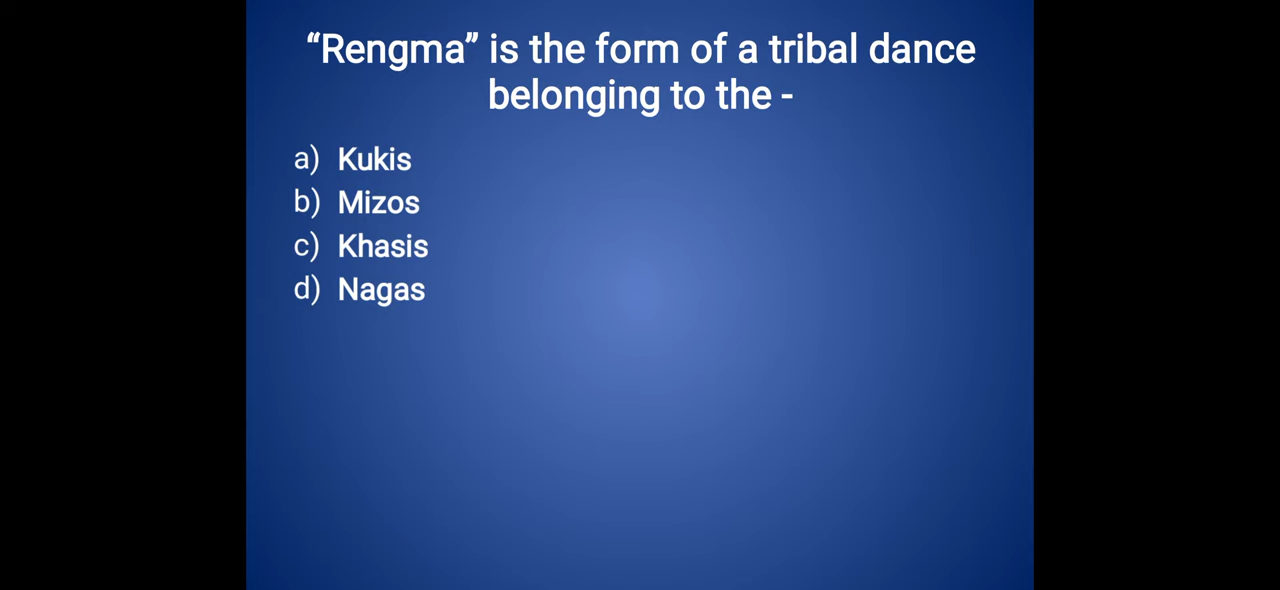 “Rengma” is the form of a tribal dance
belonging to the -
a) Kukis
b) Mizos
c) Khasis
d) Nagas